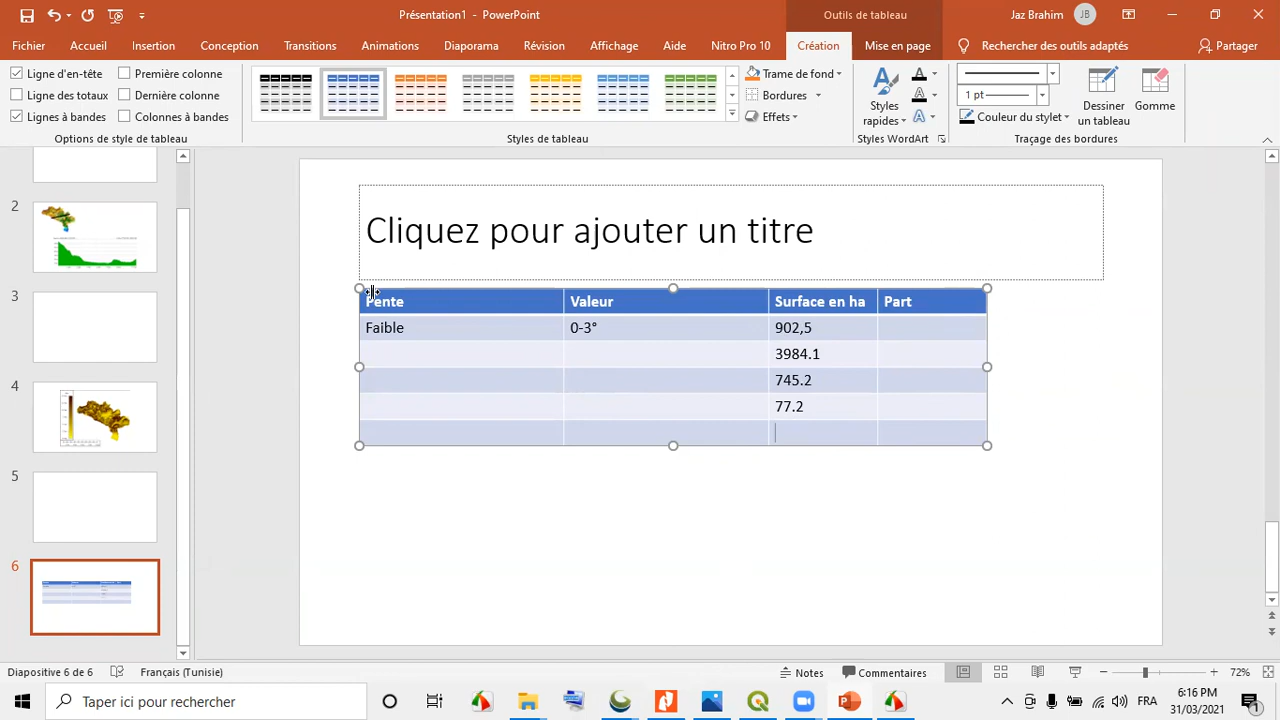 Présentation1 - PowerPoint
Outils de tableau
Jaz Brahim
JB
Fichier Accueil Insertion Conception Transitions Animations Diaporama Révision Affichage Aide Nitro Pro 10 Création Mise en page Rechercher des outils adaptés Partager
Ligne d'en-tête Première colonne
Ligne des totaux Dernière colonne
Lignes à bandes Colonnes à bandes
Options de style de tableau
Styles de tableau
Trame de fond
Bordures
Effets
Styles rapides
Styles WordArt
1 pt
Couleur du stylet
Dessiner un tableau
Gomme
Traçage des bordures
2
3
4
5
6
Cliquez pour ajouter un titre
Pente Valeur Surface en ha Part
Faible 0-3° 902,5
3984.1
745.2
77.2
Diapositive 6 de 6 Français (Tunisie) Notes Commentaires 72%
Taper ici pour rechercher
FRA
6:16 PM
31/03/2021
1